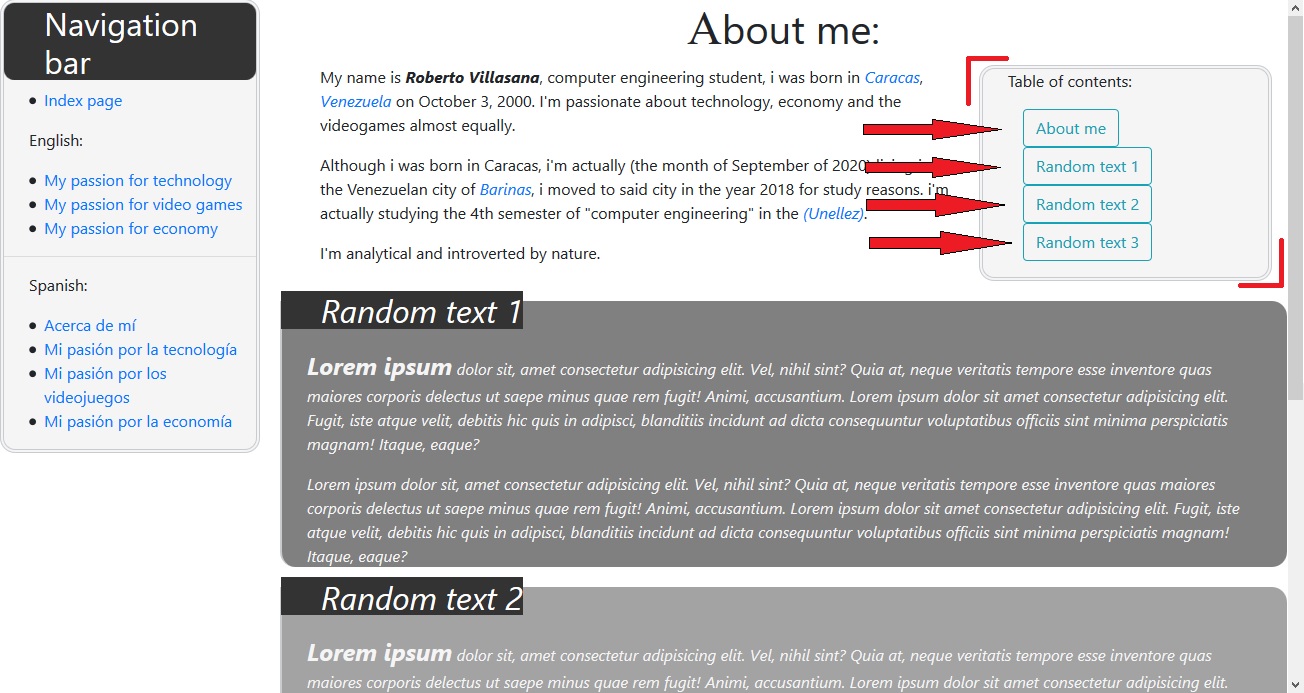 Navigation
bar
Index page
English:
My passion for technology
My passion for video games
My passion for economy
Spanish:
Acerca de mí
Mi pasión por la tecnología
Mi pasión por los
videojuegos
Mi pasión por la economía
About me:
My name is Roberto Villasana, computer engineering student, i was born in Caracas,
Venezuela on October 3, 2000. I'm passionate about technology, economy and the
videogames almost equally.
Although i was born in Caracas, i'm actually (the month of September of 2020)
the Venezuelan city of Barinas, i moved to said city in the year 2018 for study reasons. i'm
actually studying the 4th semester of "computer engineering" in the (Unellez).
I'm analytical and introverted by nature.
Table of contents:
About me
Random text 1
Random text 2
Random text 3
Random text 1
Lorem ipsum dolor sit, amet consectetur adipisicing elit. Vel, nihil sint? Quia at, neque veritatis tempore esse inventore quas
maiores corporis delectus ut saepe minus quae rem fugit! Animi, accusantium. Lorem ipsum dolor sit amet consectetur adipisicing elit.
Fugit, iste atque velit, debitis hic quis in adipisci, blanditiis incidunt ad dicta consequuntur voluptatibus officiis sint minima perspiciatis
magnam! Itaque, eaque?
Lorem ipsum dolor sit, amet consectetur adipisicing elit. Vel, nihil sint? Quia at, neque veritatis tempore esse inventore quas maiores
corporis delectus ut saepe minus quae rem fugit! Animi, accusantium. Lorem ipsum dolor sit amet consectetur adipisicing elit. Fugit, iste
atque velit, debitis hic quis in adipisci, blanditiis incidunt ad dicta consequuntur voluptatibus officiis sint minima perspiciatis magnam!
Itaque, eaque?
Random text 2
Lorem ipsum dolor sit, amet consectetur adipisicing elit. Vel, nihil sint? Quia at, neque veritatis tempore esse inventore quas
maiores corporis delectus ut saepe minus quae rem fugit! Animi, accusantium. Lorem ipsum dolor sit amet consectetur adipisicing elit.